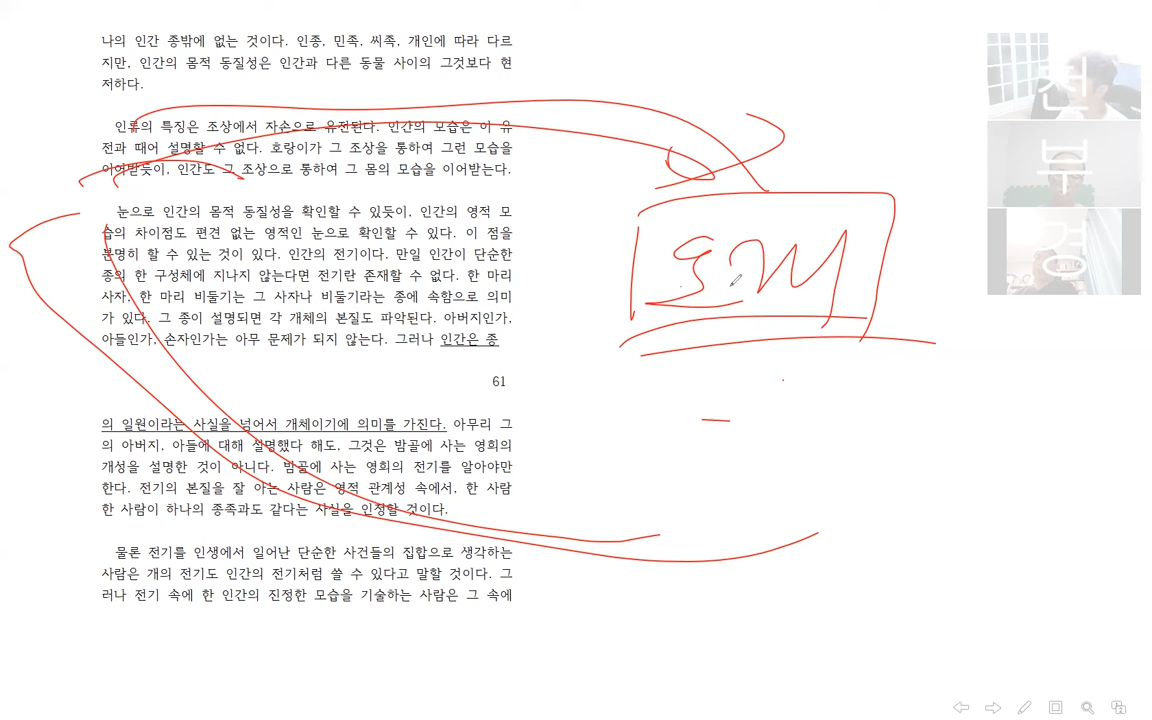 나의 인간 종밖에 없는 것이다. 인종, 민족, 씨족, 개인에 따라 다르
지만, 인간의 몸적 동질성은 인간과 다른 동물 사이의 그것보다 현
저하다.
인류의 특징은 조상에서 자손으로 유전된다. 인간의 모습은 이 유
전과 때어 설명할 수 없다. 호랑이가 그 조상을 통하여 그런 모습을
이어받듯이, 인간도 그 조상으로 통하여 그 몸의 모습을 이어받는다.
눈으로 인간의 몸적 동질성을 확인할 수 있듯이, 인간의 영적 모
습의 차이점도 편견 없는 영적인 눈으로 확인할 수 있다. 이 점을
분명히 할 수 있는 것이 있다. 인간의 전기이다. 만일 인간이 단순한
종의 한 구성체에 지나지 않는다면 전기란 존재할 수 없다. 한 마리
사자, 한 마리 비둘기는 그 사자나 비둘기라는 종에 속함으로 의미
가 있다. 그 종이 설명되면 각 개체의 본질도 파악된다. 아버지인가,
아들인가, 손자인가는 아무 문제가 되지 않는다. 그러나 인간은 종
61
의 일원이라는 사실을 넘어서 개체이기에 의미를 가진다. 아무리 그
의 아버지, 아들에 대해 설명했다 해도, 그것은 밤골에 사는 영희의
개성을 설명한 것이 아니다. 밤골에 사는 영희의 전기를 알아야만
한다. 전기의 본질을 잘 아는 사람은 영적 관계성 속에서, 한 사람
한 사람이 하나의 종족과도 같다는 사실을 인정할 것이다.
물론 전기를 인생에서 일어난 단순한 사건들의 집합으로 생각하는
사람은 개의 전기도 인간의 전기처럼 쓸 수 있다고 말할 것이다. 그
러나 전기 속에 한 인간의 진정한 모습을 기술하는 사람은 그 속에
천
부
경